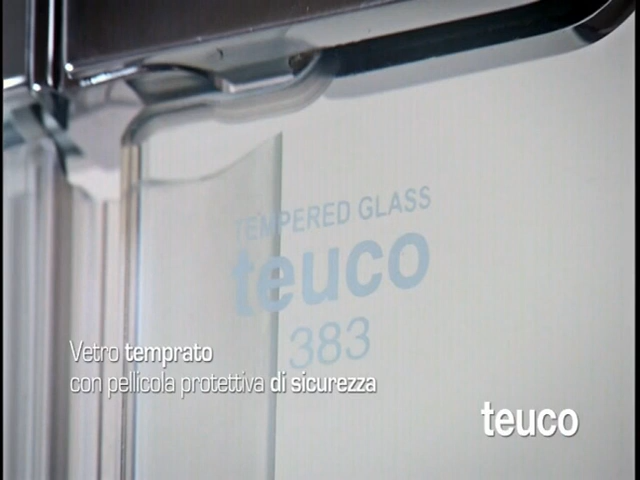 TEMPERED GLASS
teuco
383
Vetro temprato
con pellicola protettiva di sicurezza
teuco